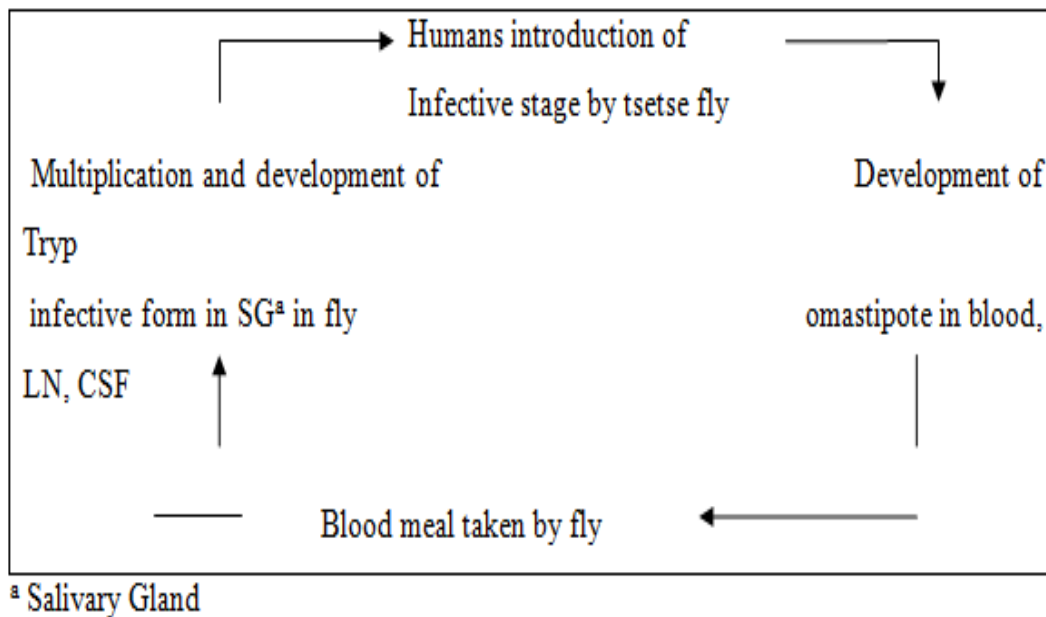 Humans introduction of
Infective stage by tsetse fly
Multiplication and development of Development of
Tryp
infective form in SGª in fly omastipote in blood,
LN, CSF
Blood meal taken by fly
ª Salivary Gland